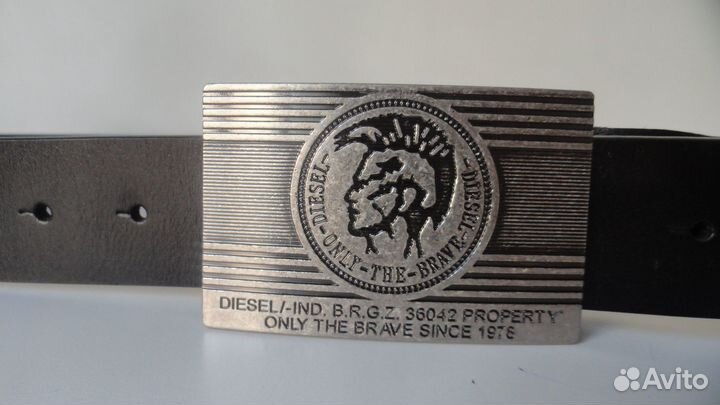 -DIESEL-ONLY-THE-BRAVE-DIESEL-
DIESEL/-IND. B.R.G.Z. 36042 PROPERTY
ONLY THE BRAVE SINCE 1978
Avito